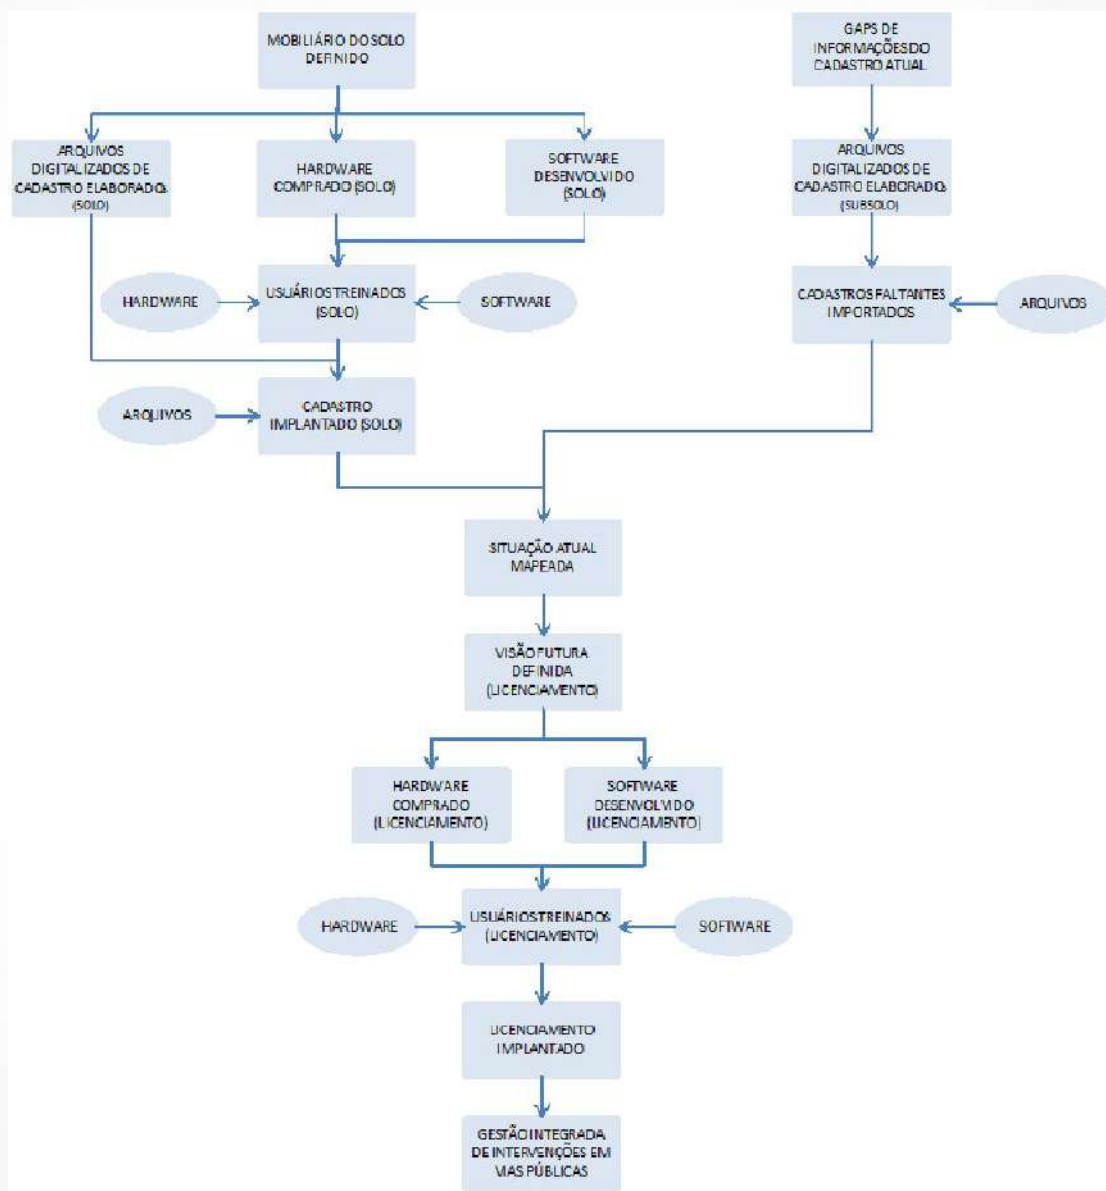 MOBILIÁRIO DO SOLO
DEFINIDO
GAPS DE
INFORMAÇÕES DO
CADASTRO ATUAL
ARQUIVOS
DIGITALIZADOS DE
CADASTRO ELABORADOS
(SOLO)
HARDWARE
COMPRADO (SOLO)
SOFTWARE
DESENVOLVIDO
(SOLO)
ARQUIVOS
DIGITALIZADOS DE
CADASTRO ELABORADOS
(SUBSOLO)
HARDWARE
USUÁRIOS TREINADOS
(SOLO)
SOFTWARE
CADASTROS FALTANTES
IMPORTADOS
ARQUIVOS
ARQUIVOS
CADASTRO
IMPLANTADO (SOLO)
SITUAÇÃO ATUAL
MAPEADA
VISÃO FUTURA
DEFINIDA
(LICENCIAMENTO)
HARDWARE
COMPRADO
(LICENCIAMENTO)
SOFTWARE
DESENVOLVIDO
(LICENCIAMENTO)
HARDWARE
USUÁRIOS TREINADOS
(LICENCIAMENTO)
SOFTWARE
LICENCIAMENTO
IMPLANTADO
GESTÃO INTEGRADA
DE INTERVENÇÕES EM
VIAS PÚBLICAS